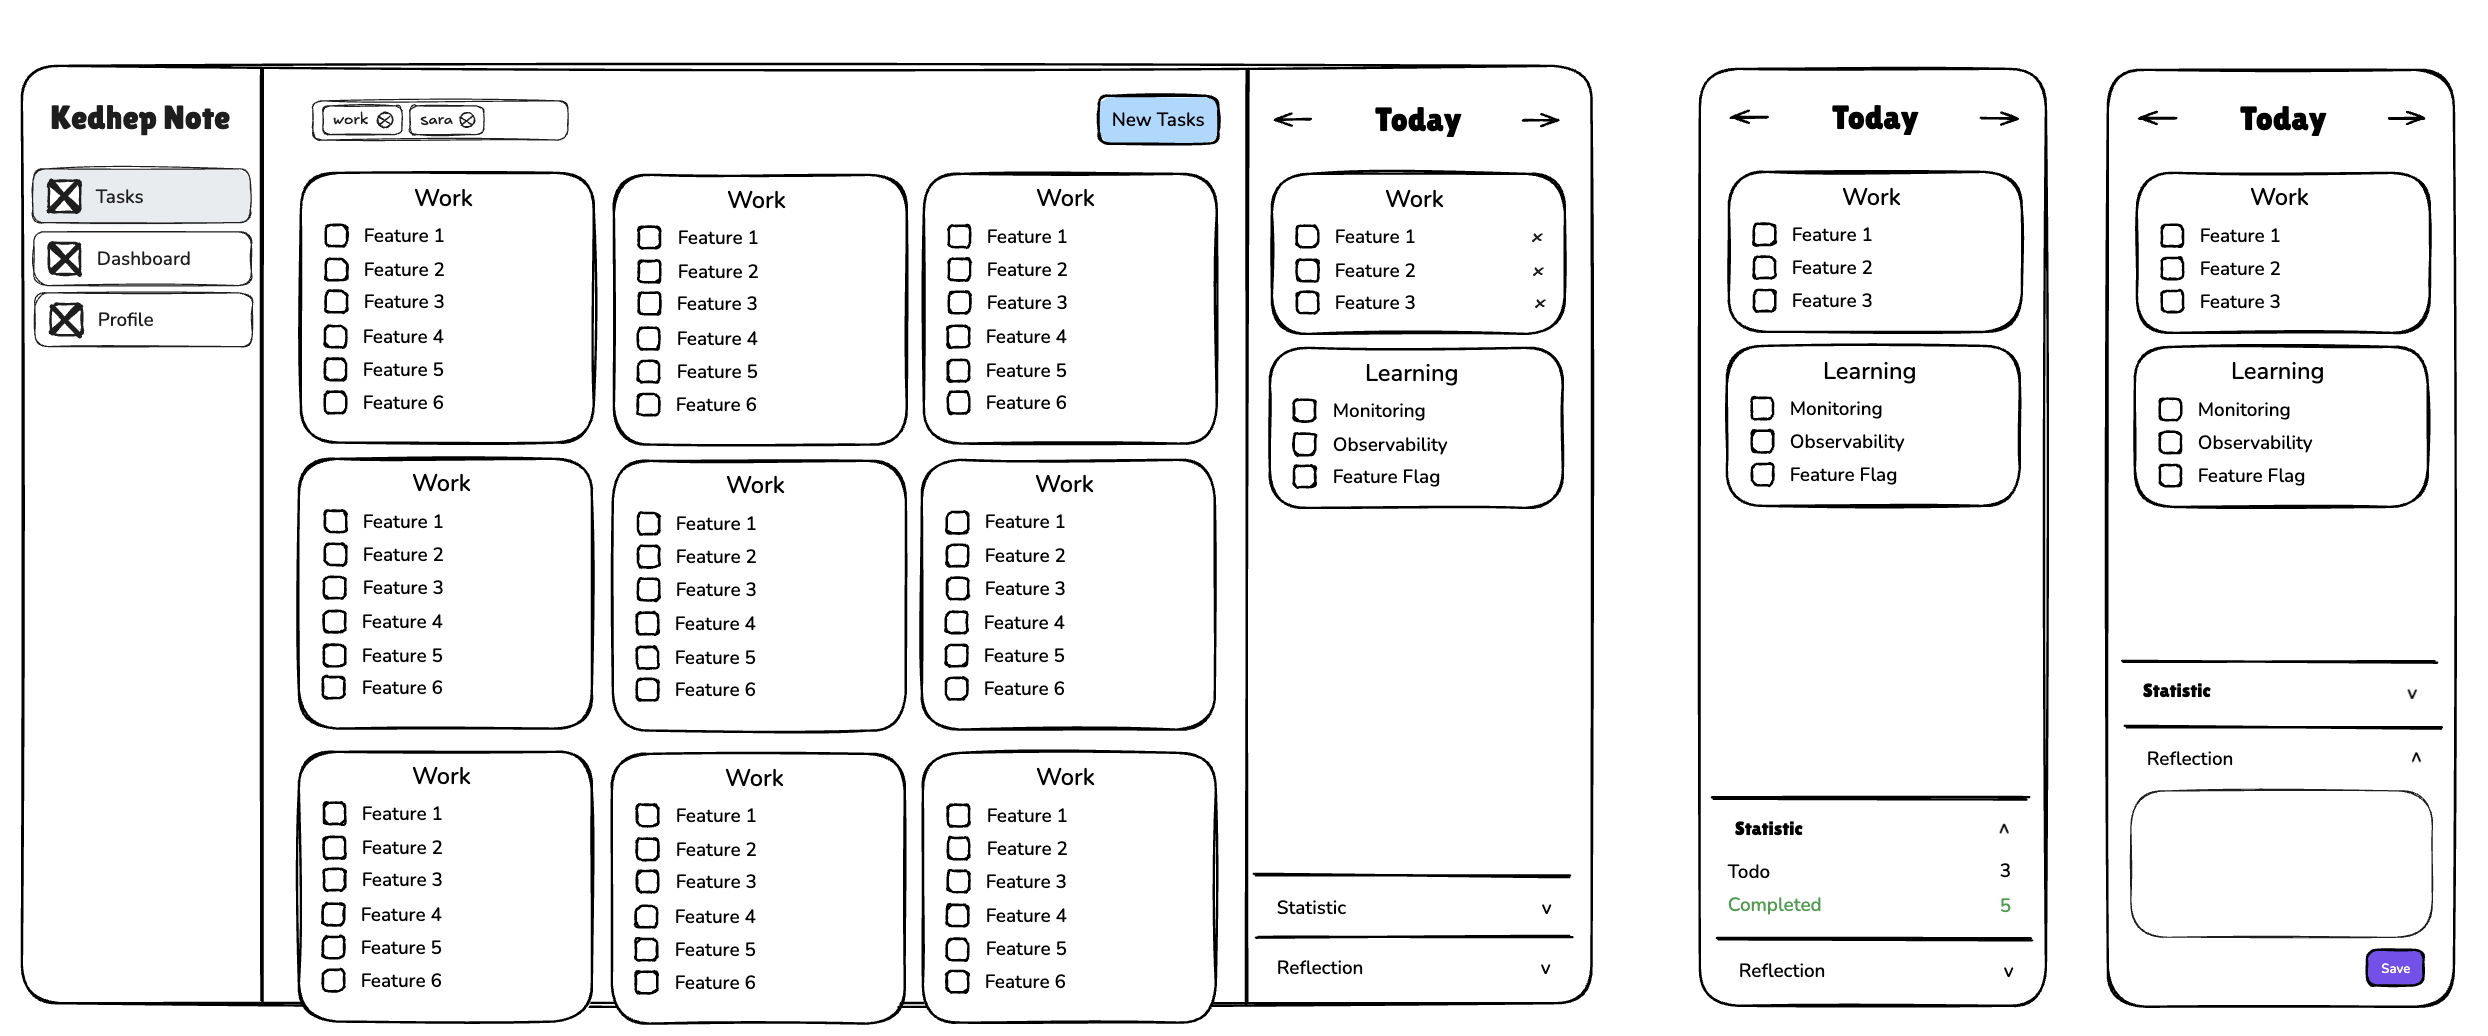 Kedhep Note
Tasks
Dashboard
Profile
work
sara
New Tasks
Work
Feature 1
Feature 2
Feature 3
Feature 4
Feature 5
Feature 6
Work
Feature 1
Feature 2
Feature 3
Feature 4
Feature 5
Feature 6
Work
Feature 1
Feature 2
Feature 3
Feature 4
Feature 5
Feature 6
Work
Feature 1
Feature 2
Feature 3
Feature 4
Feature 5
Feature 6
Work
Feature 1
Feature 2
Feature 3
Feature 4
Feature 5
Feature 6
Work
Feature 1
Feature 2
Feature 3
Feature 4
Feature 5
Feature 6
Work
Feature 1
Feature 2
Feature 3
Feature 4
Feature 5
Feature 6
Work
Feature 1
Feature 2
Feature 3
Feature 4
Feature 5
Feature 6
Work
Feature 1
Feature 2
Feature 3
Feature 4
Feature 5
Feature 6
Today
Work
Feature 1 x
Feature 2 x
Feature 3 x
Learning
Monitoring
Observability
Feature Flag
Statistic v
Reflection v
Today
Work
Feature 1
Feature 2
Feature 3
Learning
Monitoring
Observability
Feature Flag
Statistic ^
Todo 3
Completed 5
Reflection v
Today
Work
Feature 1
Feature 2
Feature 3
Learning
Monitoring
Observability
Feature Flag
Statistic v
Reflection ^
Save